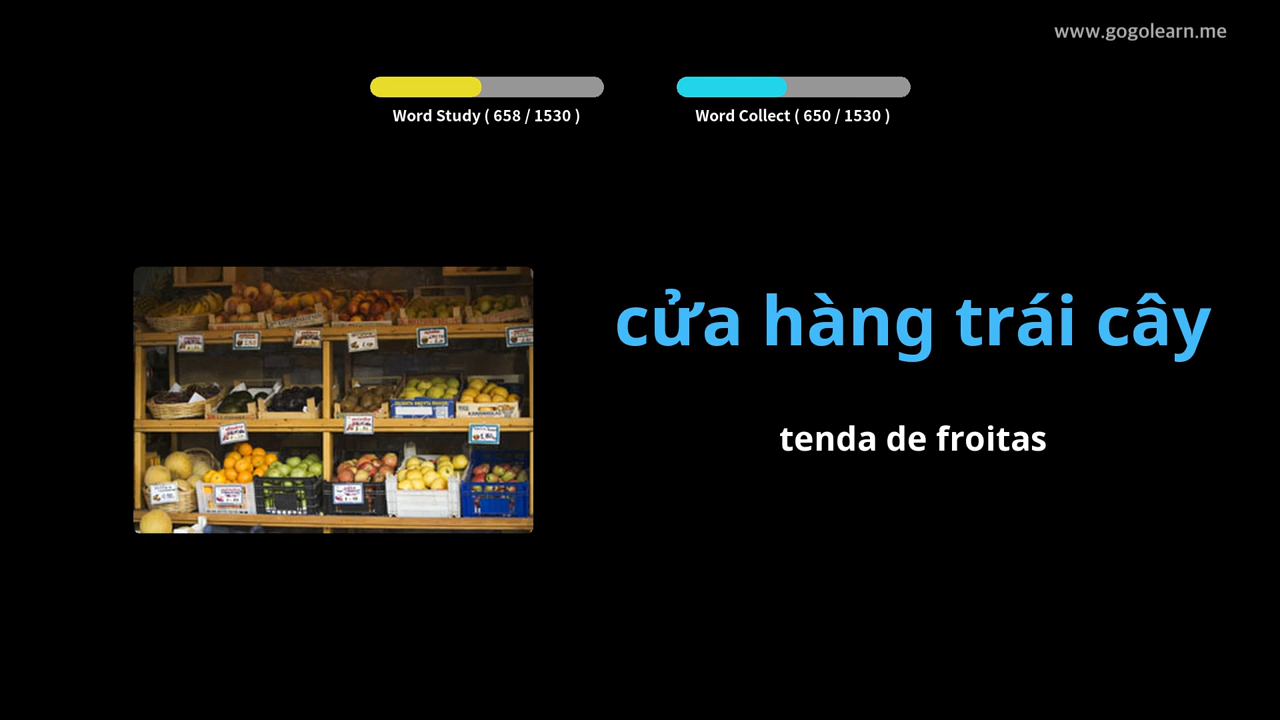 www.gogolearn.me
Word Study ( 658 / 1530 )
Word Collect ( 650 / 1530 )
cửa hàng trái cây
tenda de froitas